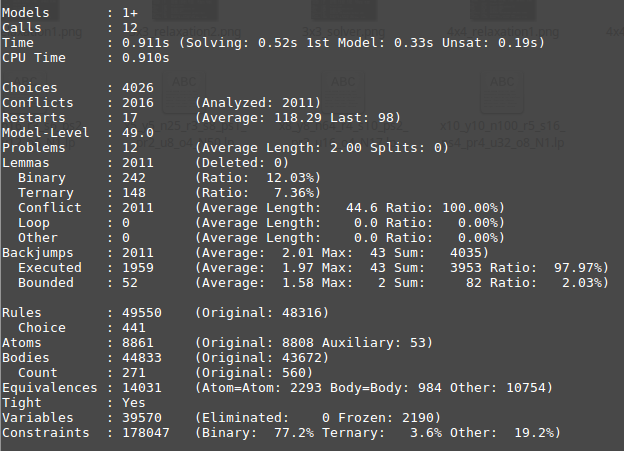 Models       : 1+
Calls        : 12
Time         : 0.911s (Solving: 0.52s 1st Model: 0.33s Unsat: 0.19s)
CPU Time     : 0.910s
Choices      : 4026
Conflicts    : 2016     (Analyzed: 2011)
Restarts     : 17       (Average: 118.29 Last: 98)
Model-Level  : 49.0
Problems     : 12       (Average Length: 2.00 Splits: 0)
Lemmas       : 2011     (Deleted: 0)
  Binary     : 242      (Ratio:  12.03%)
  Ternary    : 148      (Ratio:   7.36%)
  Conflict   : 2011     (Average Length:   44.6 Ratio: 100.00%)
  Loop       : 0        (Average Length:    0.0 Ratio:   0.00%)
  Other      : 0        (Average Length:    0.0 Ratio:   0.00%)
Backjumps    : 2011     (Average:  2.01 Max:  43 Sum:   4035)
  Executed   : 1959     (Average:  1.97 Max:  43 Sum:   3953 Ratio:  97.97%)
  Bounded    : 52       (Average:  1.58 Max:   2 Sum:     82 Ratio:   2.03%)
Rules        : 49550    (Original: 48316)
  Choice     : 441
Atoms        : 8861     (Original: 8808 Auxiliary: 53)
Bodies       : 44833    (Original: 43672)
  Count      : 271      (Original: 560)
Equivalences : 14031    (Atom=Atom: 2293 Body=Body: 984 Other: 10754)
Tight        : Yes
Variables    : 39570    (Eliminated:    0 Frozen: 2190)
Constraints  : 178047   (Binary:  77.2% Ternary:   3.6% Other:  19.2%)